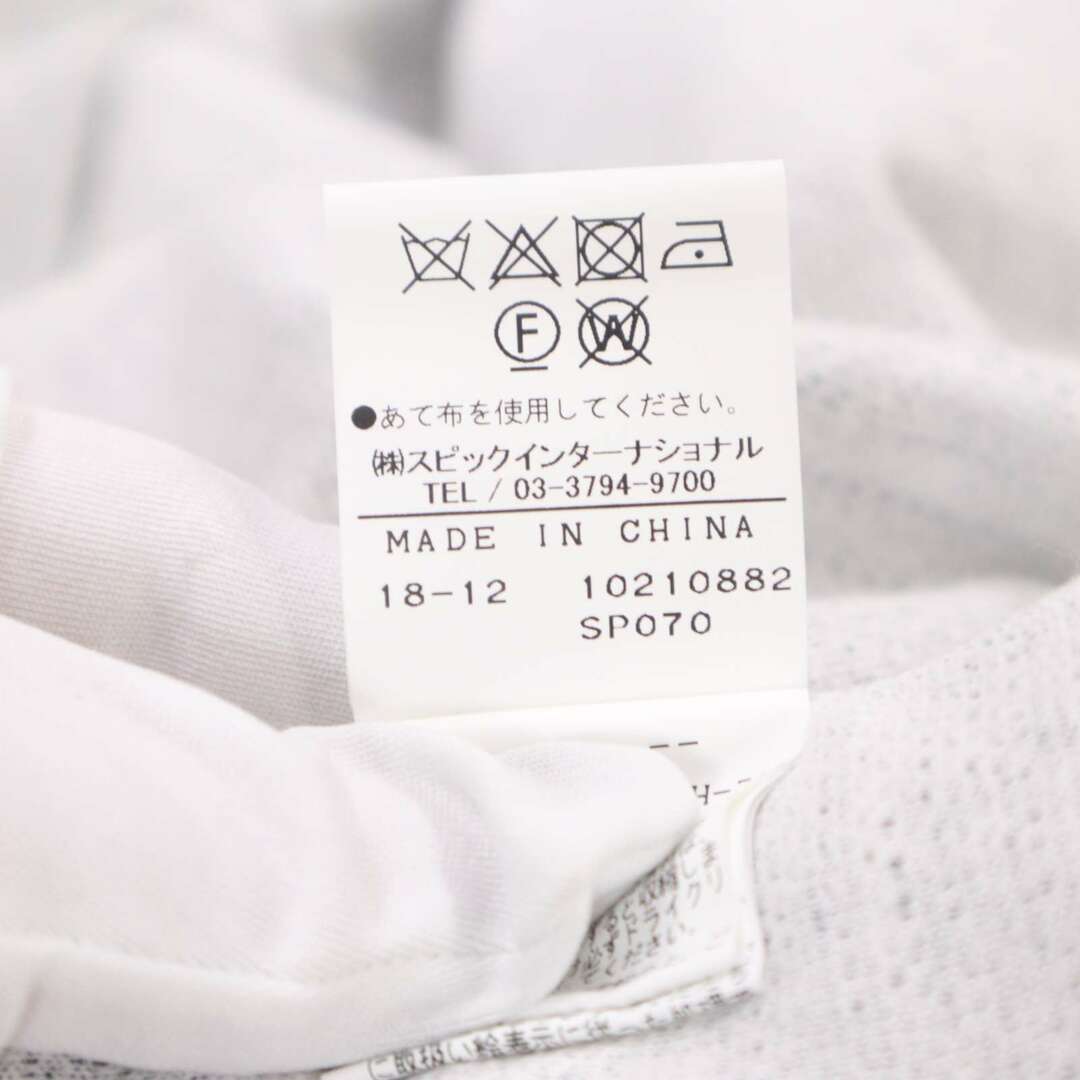 F W
●あて布を使用してください。
㈱スピックインターナショナル
TEL / 03-3794-9700
MADE IN CHINA
18-12 10210882
SP070